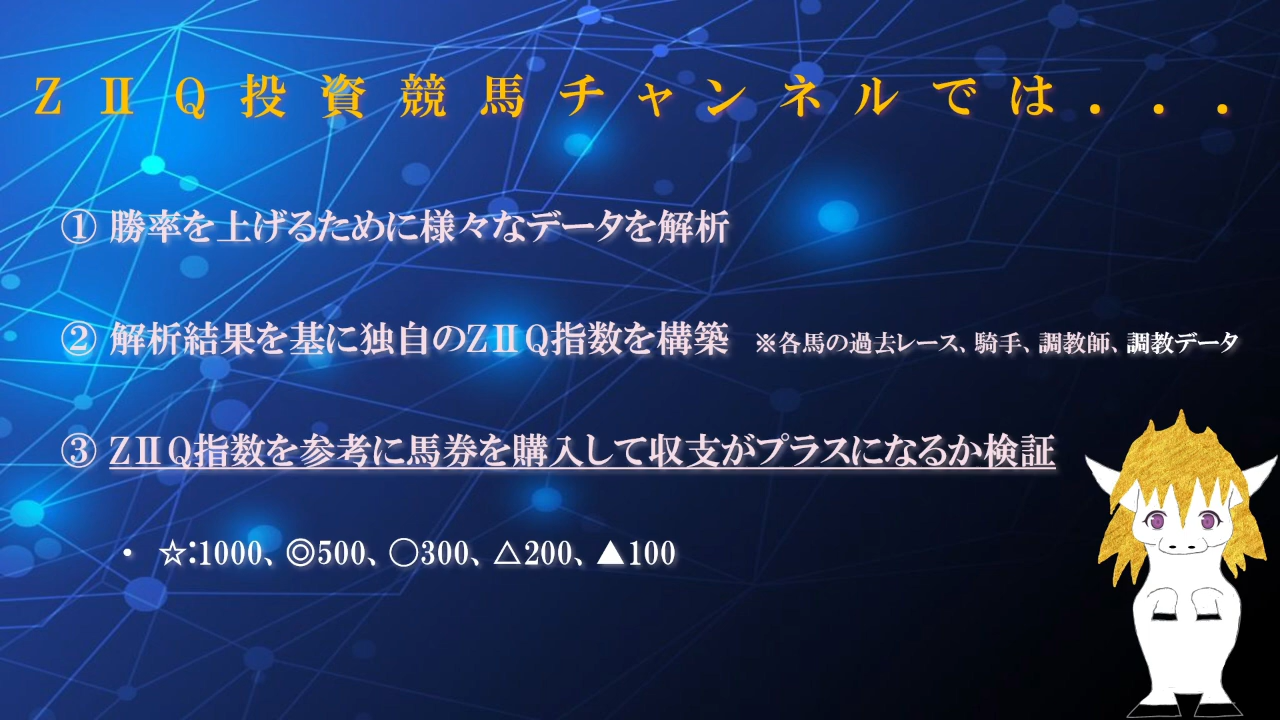 ZⅡQ投資競馬チャンネルでは．．．
① 勝率を上げるために様々なデータを解析
② 解析結果を基に独自のZⅡQ指数を構築 ※各馬の過去レース、騎手、調教師、調教データ
③ ZⅡQ指数を参考に馬券を購入して収支がプラスになるか検証
・ ☆:1000、◎500、○300、△200、▲100